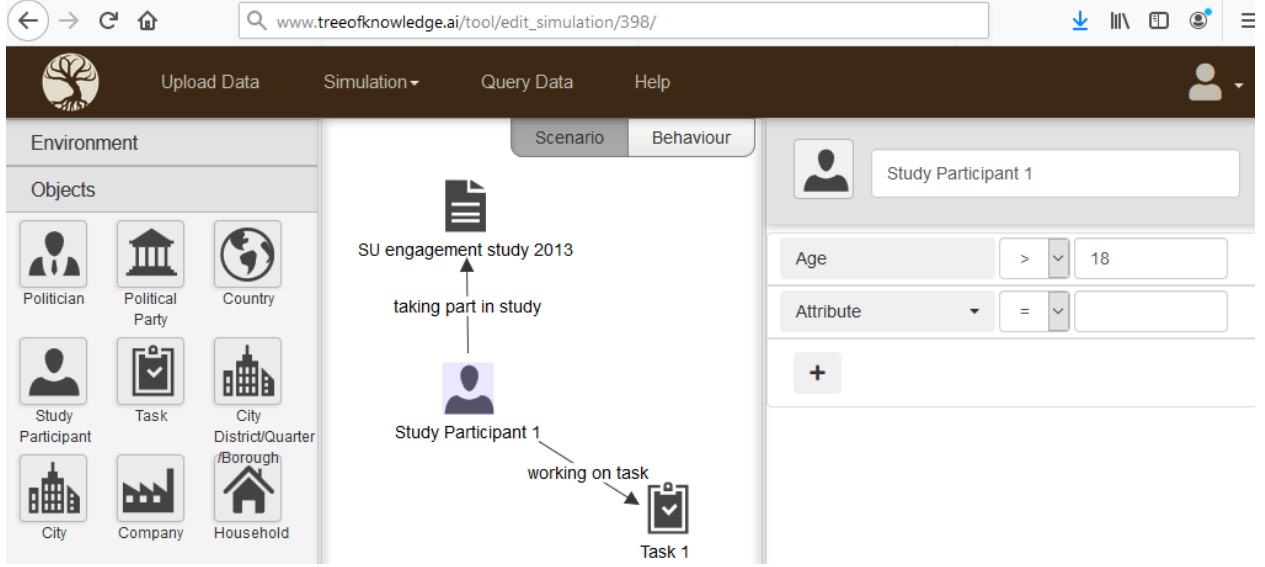 www.treeofknowledge.ai/tool/edit_simulation/398/
Upload Data
Simulation
Query Data
Help
Environment
Objects
Politician
Political
Party
Country
Study
Participant
Task
City
District/Quarter
/Borough
City
Company
Household
Scenario
Behaviour
SU engagement study 2013
taking part in study
Study Participant 1
working on task
Task 1
Study Participant 1
Age
>
18
Attribute
=
+